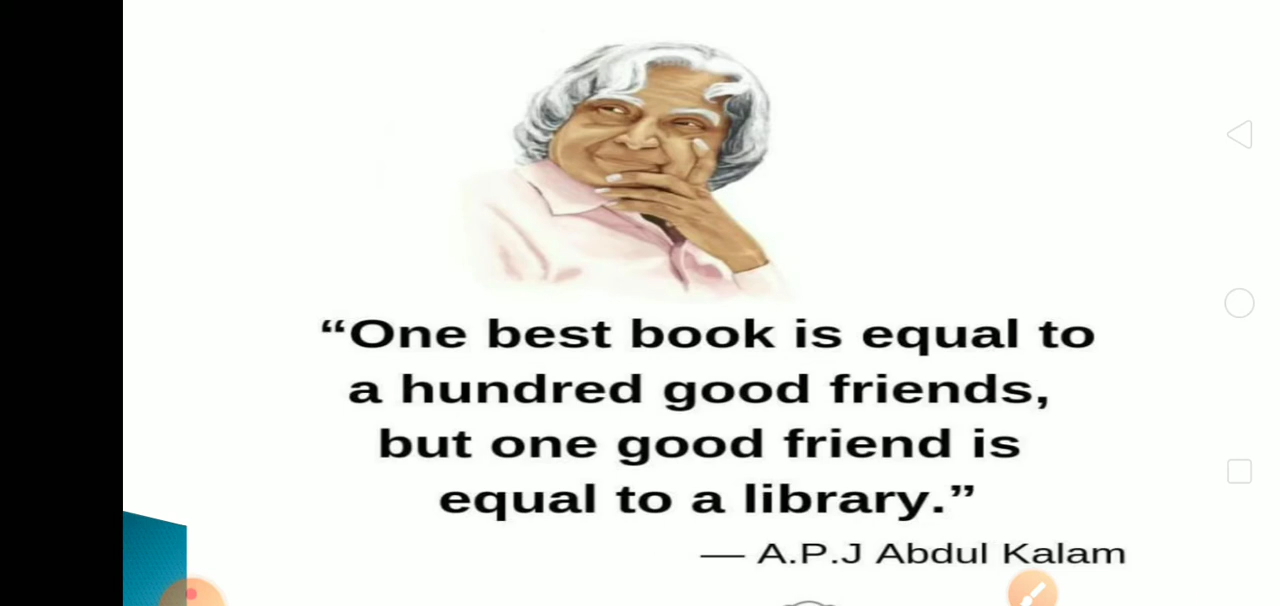 “One best book is equal to
a hundred good friends,
but one good friend is
equal to a library.”
— A.P.J Abdul Kalam